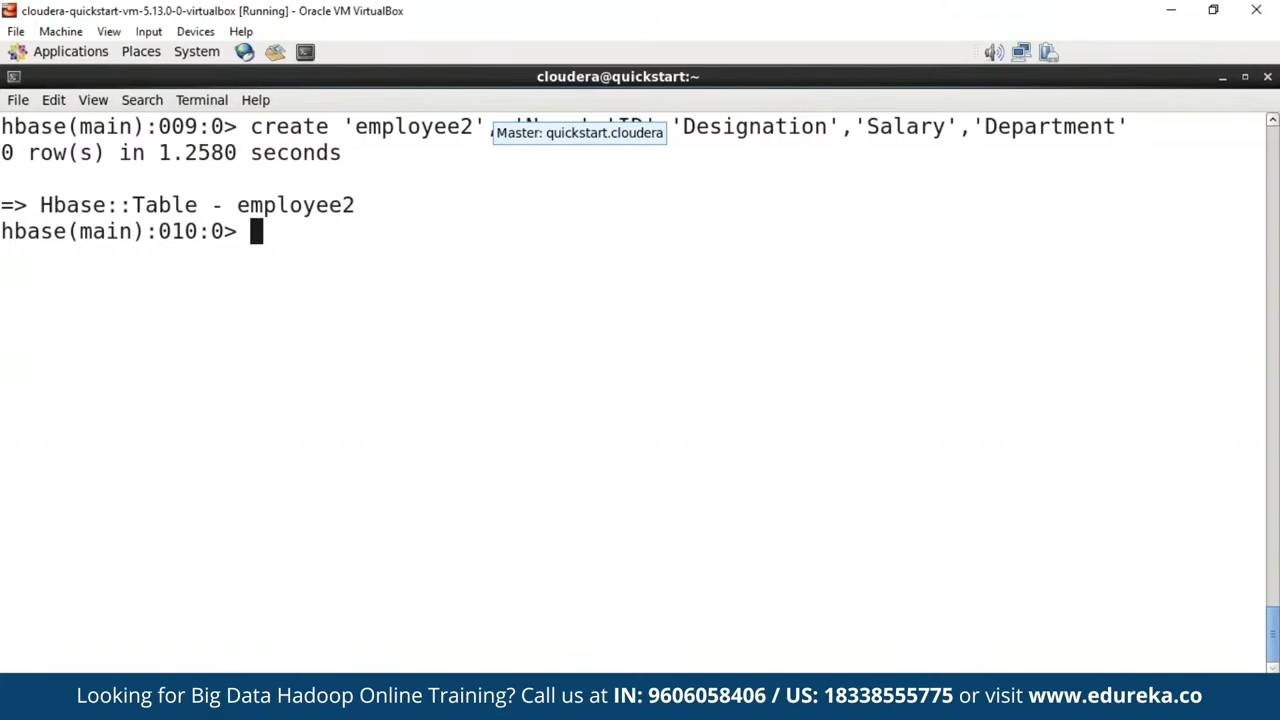 cloudera-quickstart-vm-5.13.0-0-virtualbox [Running] - Oracle VM VirtualBox
File Machine View Input Devices Help
Applications Places System
cloudera@quickstart:~
File Edit View Search Terminal Help
hbase(main):009:0> create 'employee2', 'Designation','Salary','Department'
Master: quickstart.cloudera
0 row(s) in 1.2580 seconds
=> Hbase::Table - employee2
hbase(main):010:0>
Looking for Big Data Hadoop Online Training? Call us at IN: 9606058406 / US: 18338555775 or visit www.edureka.co